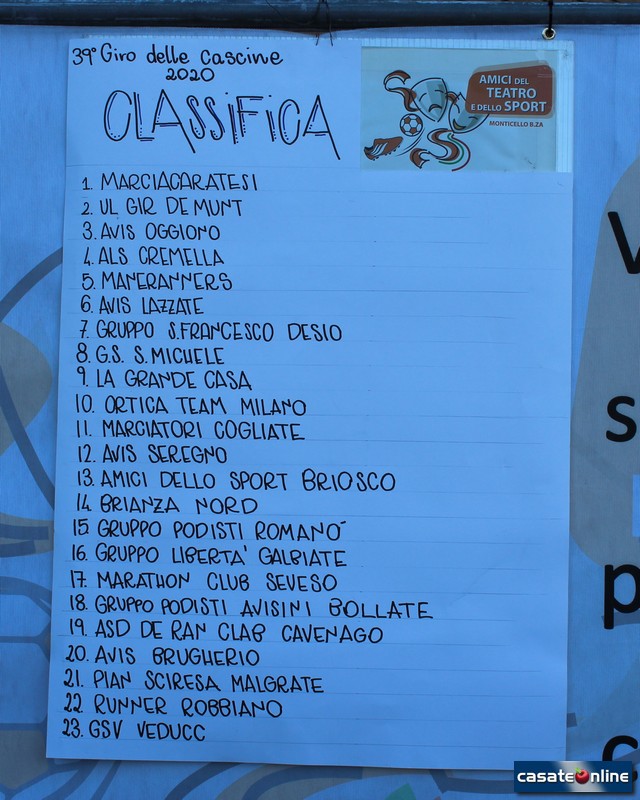 39° Giro delle Cascine
2020
CLASSIFICA
AMICI DEL
TEATRO
E DELLO SPORT
MONTICELLO B.ZA
1. MARCIACARATESI
2. UL GIR DE MUNT
3. AVIS OGGIONO
4. ALS CREMELLA
5. MANERANNERS
6. AVIS LAZZATE
7. GRUPPO S.FRANCESCO DESIO
8. G.S. S.MICHELE
9. LA GRANDE CASA
10. ORTICA TEAM MILANO
11. MARCIATORI COGLIATE
12. AVIS SEREGNO
13. AMICI DELLO SPORT BRIOSCO
14. BRIANZA NORD
15. GRUPPO PODISTI ROMANO'
16. GRUPPO LIBERTA' GALBIATE
17. MARATHON CLUB SEVESO
18. GRUPPO PODISTI AVISINI BOLLATE
19. ASD DE RAN CLAB CAVENAGO
20. AVIS BRUGHERIO
21. PIAN SCIRESA MALGRATE
22 RUNNER ROBBIANO
23. GSV VEDUCC
V
s
p
c
casateonline